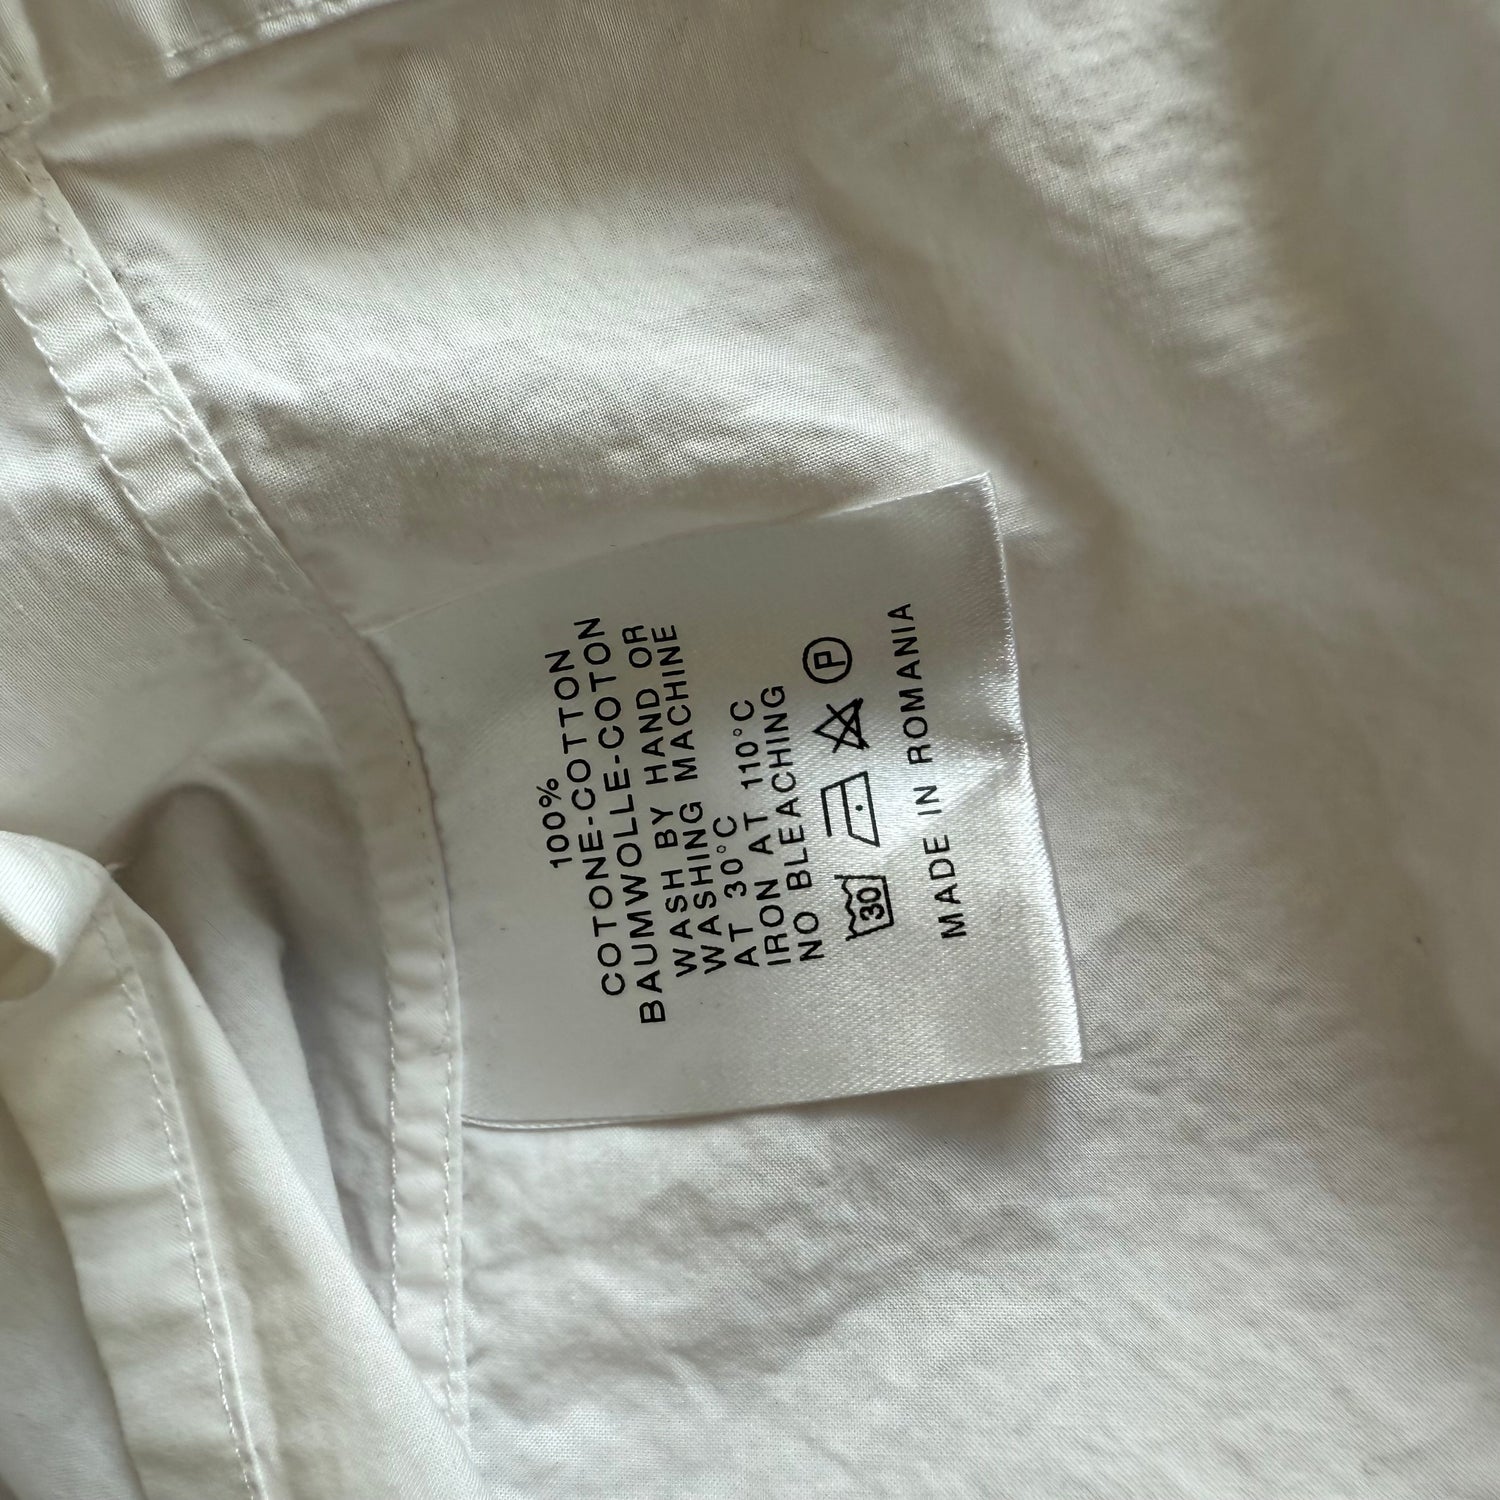 100%
COTONE-COTTON
BAUMWOLLE-COTON
WASH BY HAND OR
WASHING MACHINE
AT 30°C
IRON AT 110°C
NO BLEACHING
30 P
MADE IN ROMANIA